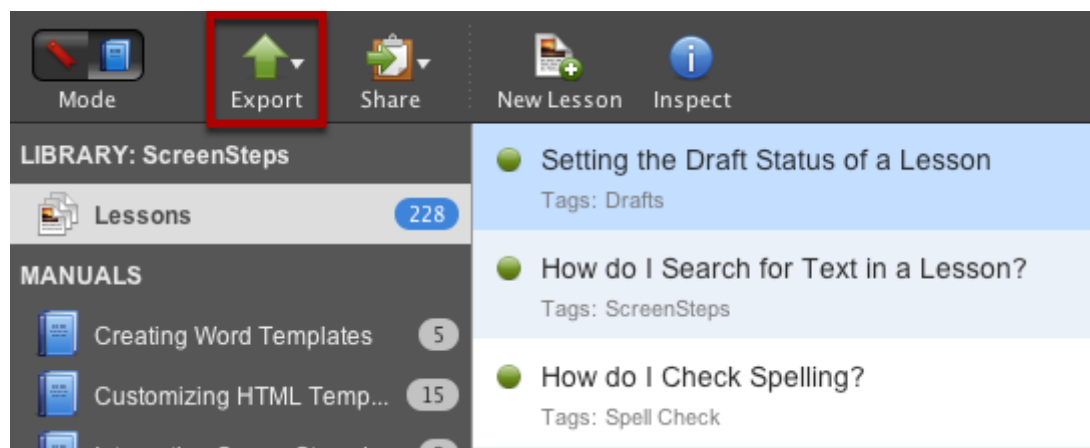 Mode
Export
Share
New Lesson
Inspect
LIBRARY: ScreenSteps
Lessons
228
MANUALS
Creating Word Templates
5
Customizing HTML Temp...
15
Setting the Draft Status of a Lesson
Tags: Drafts
How do I Search for Text in a Lesson?
Tags: ScreenSteps
How do I Check Spelling?
Tags: Spell Check